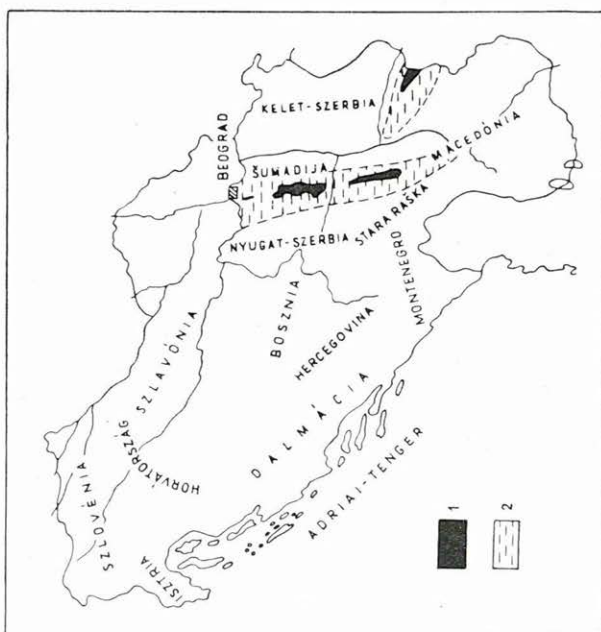 KELET-SZERBIA
BEOGRAD
ŠUMADIJA
MACEDÓNIA
NYUGAT-SZERBIA
STARA RAŠKA
MONTENEGRO
BOSZNIA
HERCEGOVINA
SZLAVÓNIA
DALMÁCIA
HORVÁTORSZÁG
SZLOVÉNIA
ADRIAI-TENGER
ISZTRIA
1
2